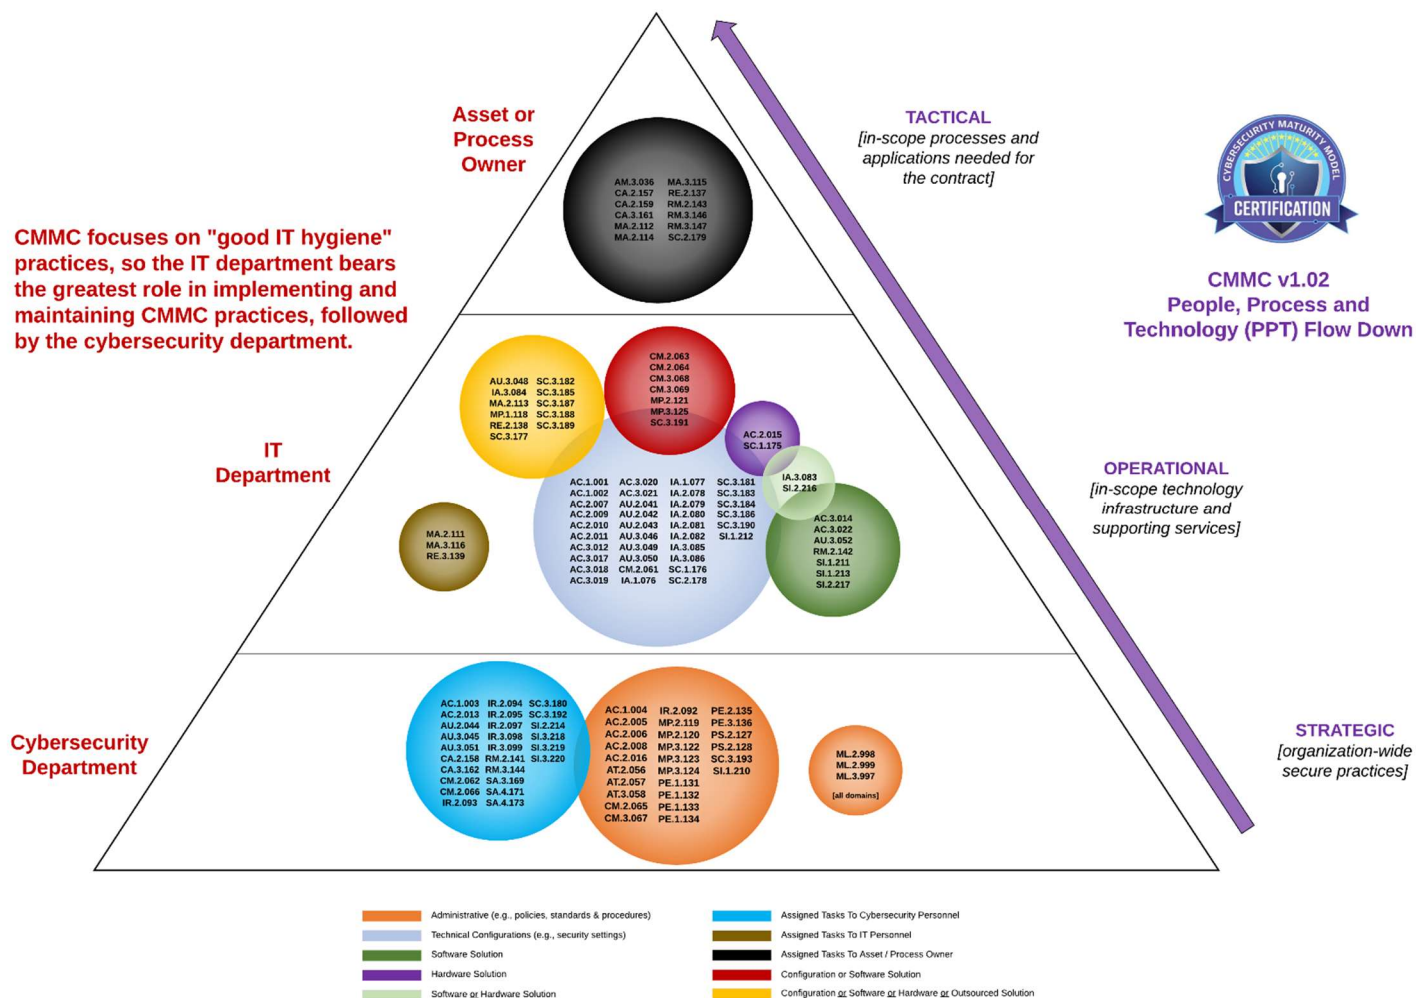 Asset or
Process
Owner
TACTICAL
[in-scope processes and
applications needed for
the contract]
CYBERSECURITY MATURITY MODEL
CERTIFICATION
CMMC v1.02
People, Process and
Technology (PPT) Flow Down
CMMC focuses on "good IT hygiene"
practices, so the IT department bears
the greatest role in implementing and
maintaining CMMC practices, followed
by the cybersecurity department.
AM.3.036 MA.3.115
CA.2.157 RE.2.137
CA.2.159 RM.2.143
CA.3.161 RM.3.146
MA.2.112 RM.3.147
MA.2.114 SC.2.179
IT
Department
AU.3.048 SC.3.182
IA.3.084 SC.3.185
MA.2.113 SC.3.187
MP.1.118 SC.3.188
RE.2.138 SC.3.189
SC.3.177
CM.2.063
CM.2.064
CM.3.068
CM.3.069
MP.2.121
MP.3.125
SC.3.191
AC.2.015
SC.1.175
IA.3.083
SI.2.216
AC.1.001 AC.3.020 IA.1.077 SC.3.181
AC.1.002 AC.3.021 IA.2.078 SC.3.183
AC.2.007 AU.2.041 IA.2.079 SC.3.184
AC.2.009 AU.2.042 IA.2.080 SC.3.186
AC.2.010 AU.2.043 IA.2.081 SC.3.190
AC.2.011 AU.3.046 IA.2.082 SI.1.212
AC.3.012 AU.3.049 IA.3.085
AC.3.017 AU.3.050 IA.3.086
AC.3.018 CM.2.061 SC.1.176
AC.3.019 IA.1.076 SC.2.178
AC.3.014
AC.3.022
AU.3.052
RM.2.142
SI.1.211
SI.1.213
SI.2.217
MA.2.111
MA.3.116
RE.3.139
OPERATIONAL
[in-scope technology
infrastructure and
supporting services]
Cybersecurity
Department
AC.1.003 IR.2.094 SC.3.180
AC.2.013 IR.2.095 SC.3.192
AU.2.044 IR.2.097 SI.2.214
AU.3.045 IR.3.098 SI.3.218
AU.3.051 IR.3.099 SI.3.219
CA.2.158 RM.2.141 SI.3.220
CA.3.162 RM.3.144
CM.2.062 SA.3.169
CM.2.066 SA.4.171
IR.2.093 SA.4.173
AC.1.004 IR.2.092 PE.2.135
AC.2.005 MP.2.119 PE.3.136
AC.2.006 MP.2.120 PS.2.127
AC.2.008 MP.3.122 PS.2.128
AC.2.016 MP.3.123 SC.3.193
AT.2.056 MP.3.124 SI.1.210
AT.2.057 PE.1.131
AT.3.058 PE.1.132
CM.2.065 PE.1.133
CM.3.067 PE.1.134
ML.2.998
ML.2.999
ML.3.997
[all domains]
STRATEGIC
[organization-wide
secure practices]
Administrative (e.g., policies, standards & procedures)
Technical Configurations (e.g., security settings)
Software Solution
Hardware Solution
Software or Hardware Solution
Assigned Tasks To Cybersecurity Personnel
Assigned Tasks To IT Personnel
Assigned Tasks To Asset / Process Owner
Configuration or Software Solution
Configuration or Software or Hardware or Outsourced Solution